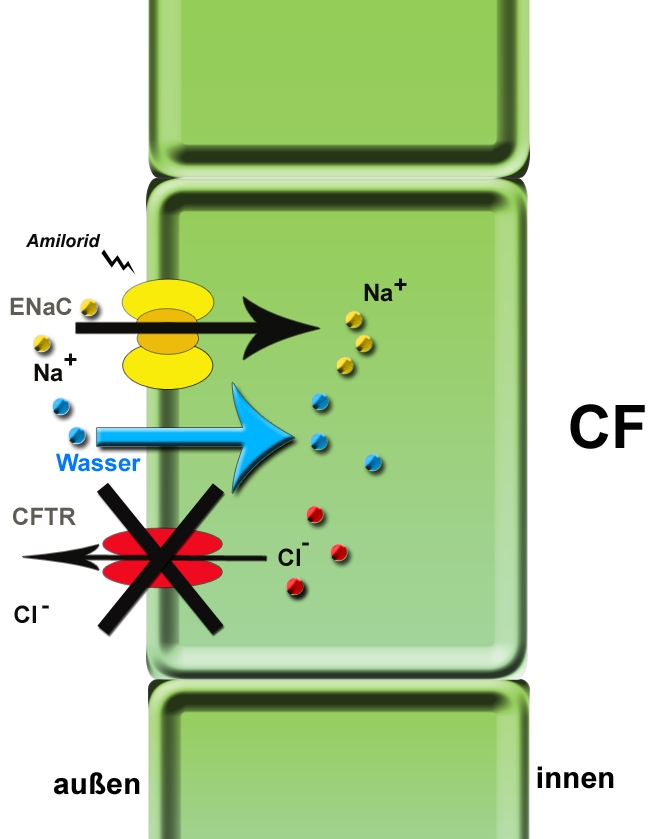 Amilorid
ENaC
Na+
Na+
Wasser
CF
CFTR
Cl-
Cl-
außen
innen